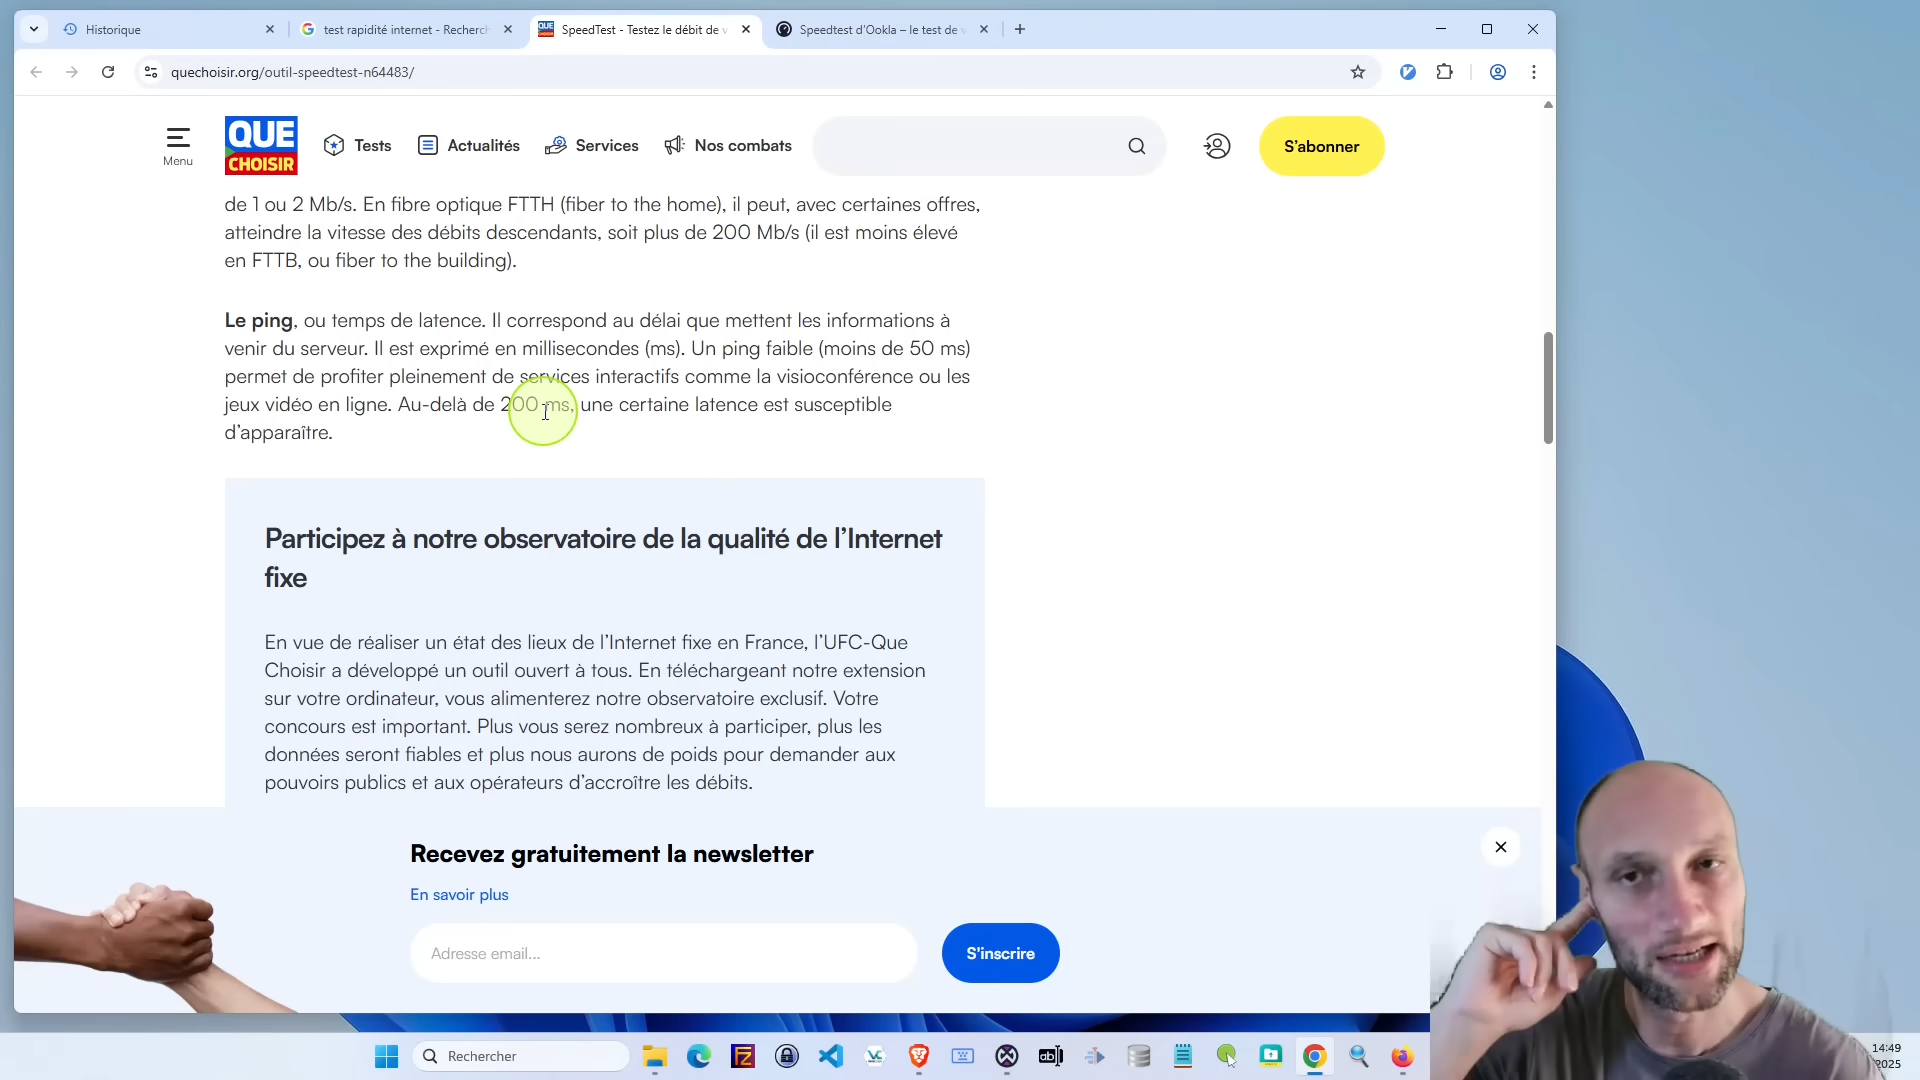 Historique
test rapidité internet - Recherc
SpeedTest - Testez le débit de v
Speedtest d'Ookla – le test de v
quechoisir.org/outil-speedtest-n64483/
Menu
QUE
CHOISIR
Tests
Actualités
Services
Nos combats
S'abonner
de 1 ou 2 Mb/s. En fibre optique FTTH (fiber to the home), il peut, avec certaines offres,
atteindre la vitesse des débits descendants, soit plus de 200 Mb/s (il est moins élevé
en FTTB, ou fiber to the building).
Le ping, ou temps de latence. Il correspond au délai que mettent les informations à
venir du serveur. Il est exprimé en millisecondes (ms). Un ping faible (moins de 50 ms)
permet de profiter pleinement de services interactifs comme la visioconférence ou les
jeux vidéo en ligne. Au-delà de 200 ms, une certaine latence est susceptible
d'apparaître.
Participez à notre observatoire de la qualité de l'Internet
fixe
En vue de réaliser un état des lieux de l'Internet fixe en France, l'UFC-Que
Choisir a développé un outil ouvert à tous. En téléchargeant notre extension
sur votre ordinateur, vous alimenterez notre observatoire exclusif. Votre
concours est important. Plus vous serez nombreux à participer, plus les
données seront fiables et plus nous aurons de poids pour demander aux
pouvoirs publics et aux opérateurs d'accroître les débits.
Recevez gratuitement la newsletter
En savoir plus
Adresse email...
S'inscrire
Rechercher
14:49
2025